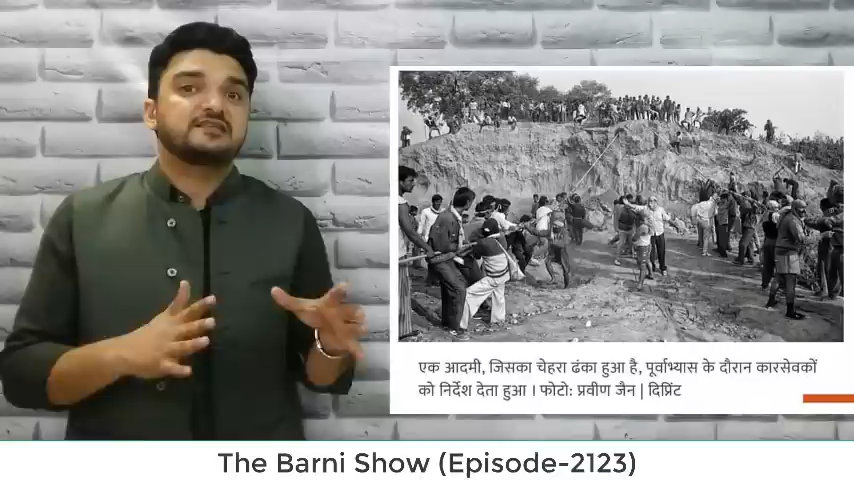 एक आदमी, जिसका चेहरा ढंका हुआ है, पूर्वाभ्यास के दौरान कारसेवकों
को निर्देश देता हुआ । फोटो: प्रवीण जैन | दिप्रिंट
The Barni Show (Episode-2123)